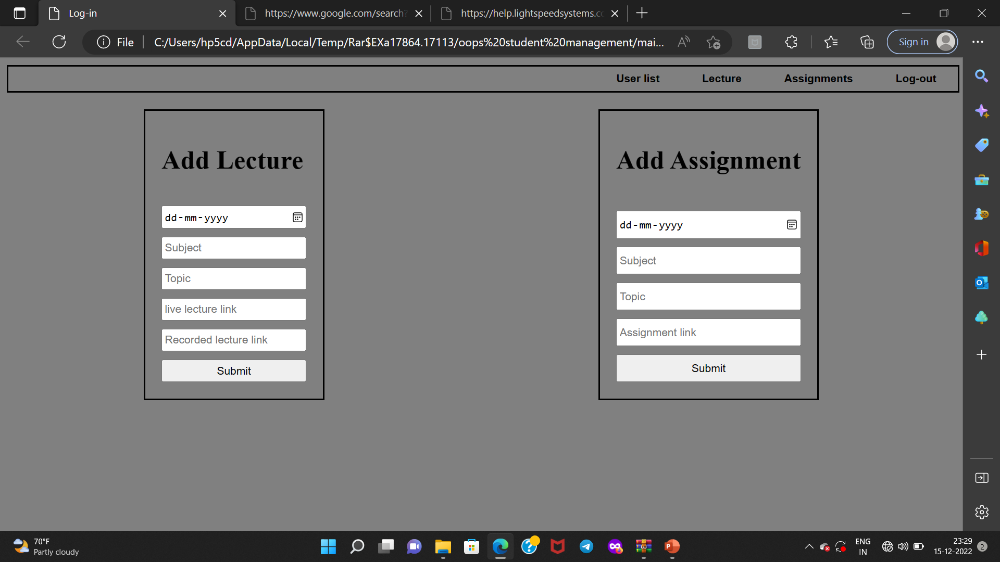 Log-in
https://www.google.com/search?
https://help.lightspeedsystems.co
File
C:/Users/hp5cd/AppData/Local/Temp/Rar$EXa17864.17113/oops%20student%20management/mai...
Sign in
User list
Lecture
Assignments
Log-out
Add Lecture
dd-mm-yyyy
Subject
Topic
live lecture link
Recorded lecture link
Submit
Add Assignment
dd-mm-yyyy
Subject
Topic
Assignment link
Submit
70°F
Partly cloudy
ENG
IN
23:29
15-12-2022
2